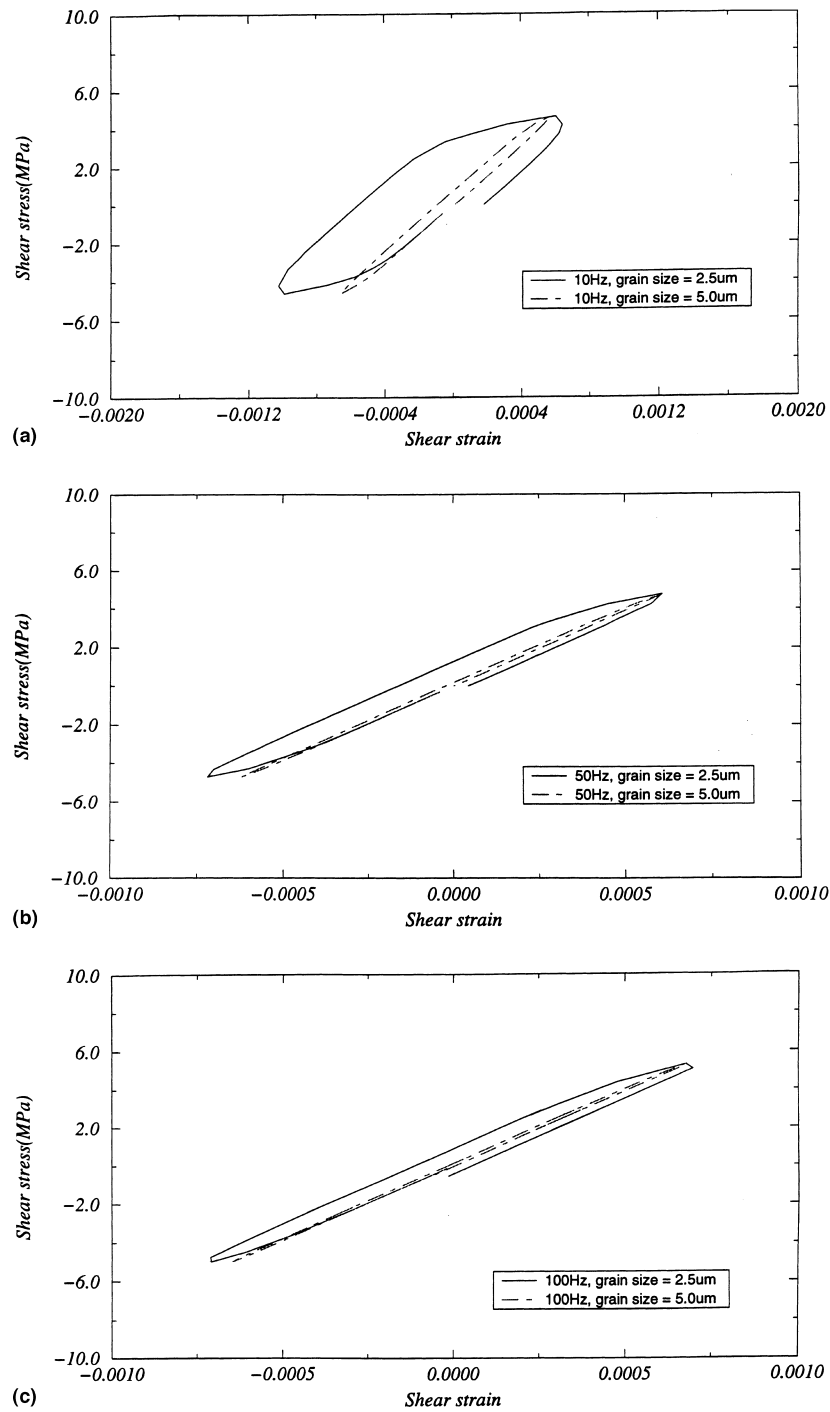 10.0
6.0
2.0
−2.0
−6.0
−10.0
Shear stress(MPa)
10Hz, grain size = 2.5um
10Hz, grain size = 5.0um
−0.0020 −0.0012 −0.0004 0.0004 0.0012 0.0020
Shear strain
(a)
10.0
6.0
2.0
−2.0
−6.0
−10.0
Shear stress(MPa)
50Hz, grain size = 2.5um
50Hz, grain size = 5.0um
−0.0010 −0.0005 0.0000 0.0005 0.0010
Shear strain
(b)
10.0
6.0
2.0
−2.0
−6.0
−10.0
Shear stress(MPa)
100Hz, grain size = 2.5um
100Hz, grain size = 5.0um
−0.0010 −0.0005 0.0000 0.0005 0.0010
Shear strain
(c)